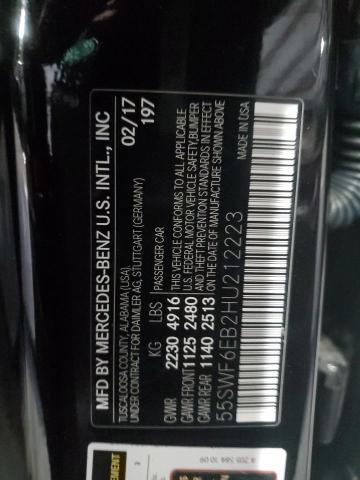 MFD BY MERCEDES-BENZ U.S. INTL., INC
TUSCALOOSA COUNTY, ALABAMA (USA).
UNDER CONTRACT FOR DAIMLER AG, STUTTGART (GERMANY)
02/17
197
KG LBS PASSENGER CAR
GVWR 2230 4916
GAWR FRONT 1125 2480
GAWR REAR 1140 2513
THIS VEHICLE CONFORMS TO ALL APPLICABLE
U.S. FEDERAL MOTOR VEHICLE SAFETY, BUMPER
AND THEFT PREVENTION STANDARDS IN EFFECT
ON THE DATE OF MANUFACTURE SHOWN ABOVE
55SWF6EB2HU212223
MADE IN USA